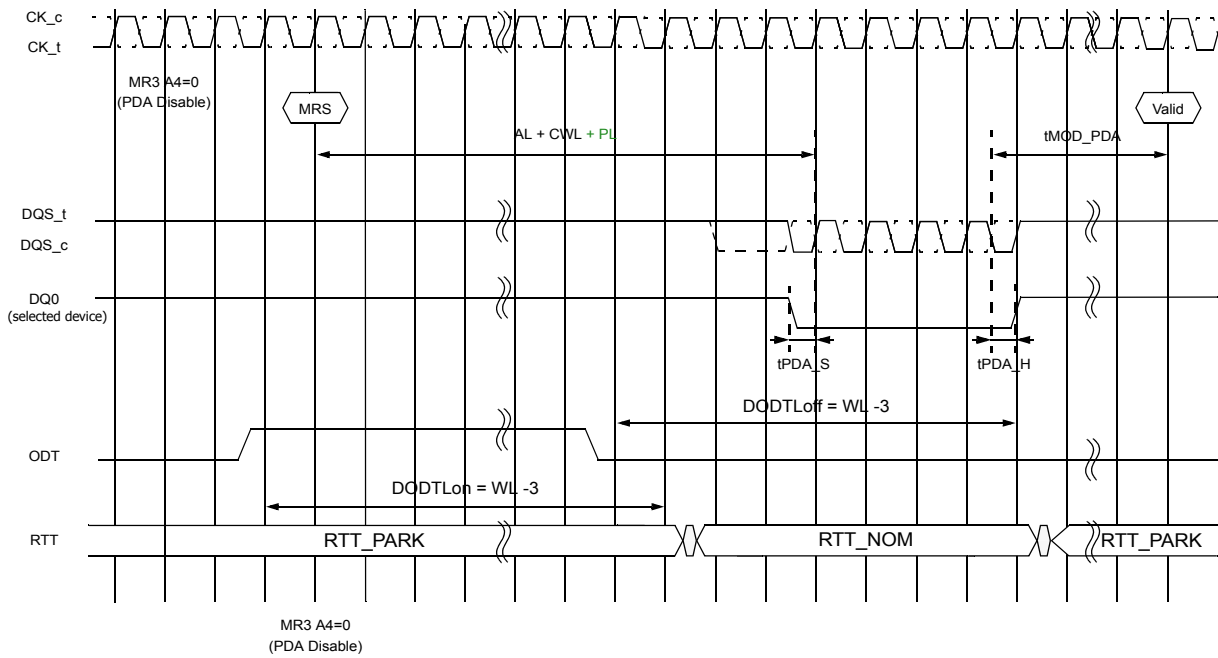 CK_c
CK_t
MR3 A4=0
(PDA Disable)
MRS
Valid
AL + CWL + PL
tMOD_PDA
DQS_t
DQS_c
DQ0
(selected device)
tPDA_S
tPDA_H
DODTLoff = WL -3
ODT
DODTLon = WL -3
RTT
RTT_PARK
RTT_NOM
RTT_PARK
MR3 A4=0
(PDA Disable)